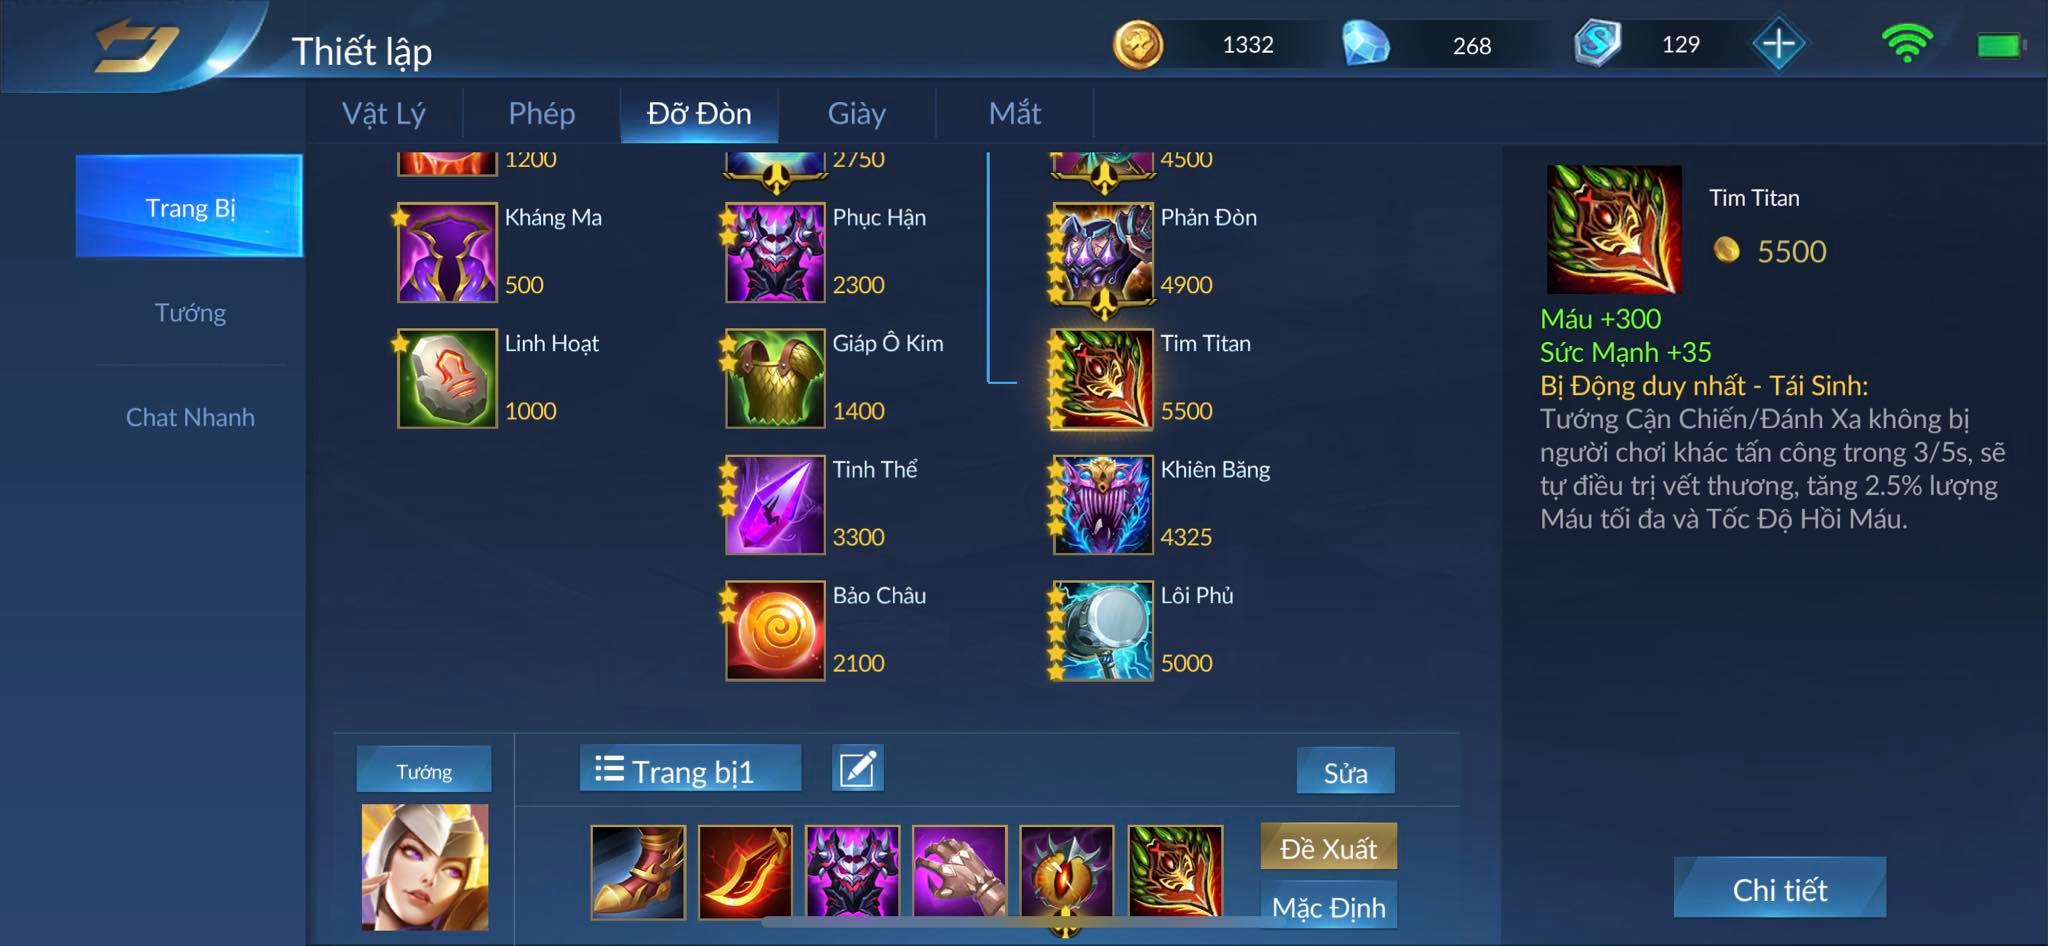 Thiết lập
1332
268
129
Vật Lý
Phép
Đỡ Đòn
Giày
Mắt
Trang Bị
Tướng
Chat Nhanh
1200
2750
4500
Kháng Ma
500
Phục Hận
2300
Phản Đòn
4900
Linh Hoạt
1000
Giáp Ô Kim
1400
Tim Titan
5500
Tinh Thể
3300
Khiên Băng
4325
Bảo Châu
2100
Lôi Phủ
5000
Tim Titan
5500
Máu +300
Sức Mạnh +35
Bị Động duy nhất - Tái Sinh:
Tướng Cận Chiến/Đánh Xa không bị
người chơi khác tấn công trong 3/5s, sẽ
tự điều trị vết thương, tăng 2.5% lượng
Máu tối đa và Tốc Độ Hồi Máu.
Tướng
Trang bị1
Sửa
Đề Xuất
Mặc Định
Chi tiết